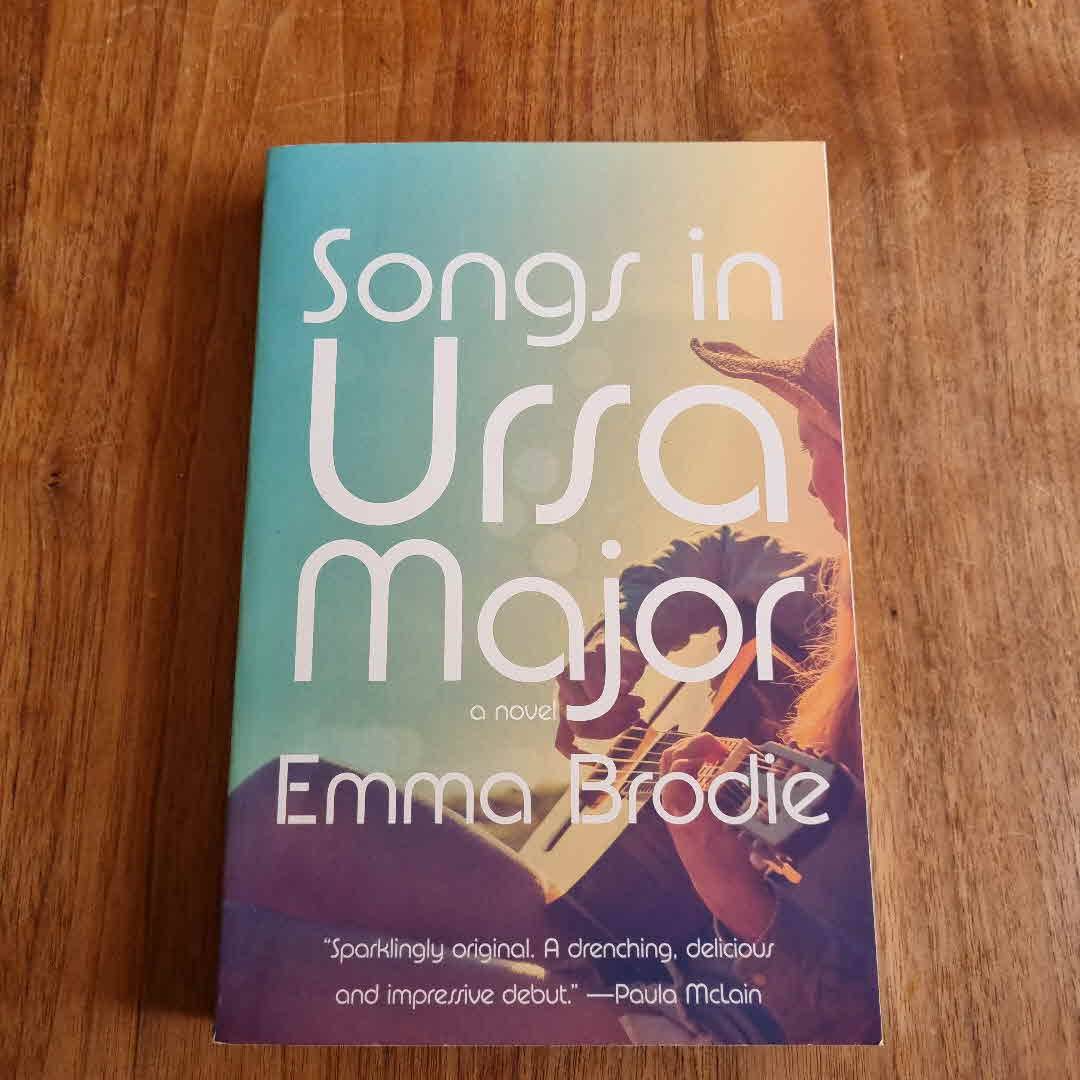 Songs in
Ursa
Major
a novel
Emma Brodie
“Sparklingly original. A drenching, delicious
and impressive debut.” —Paula McLain